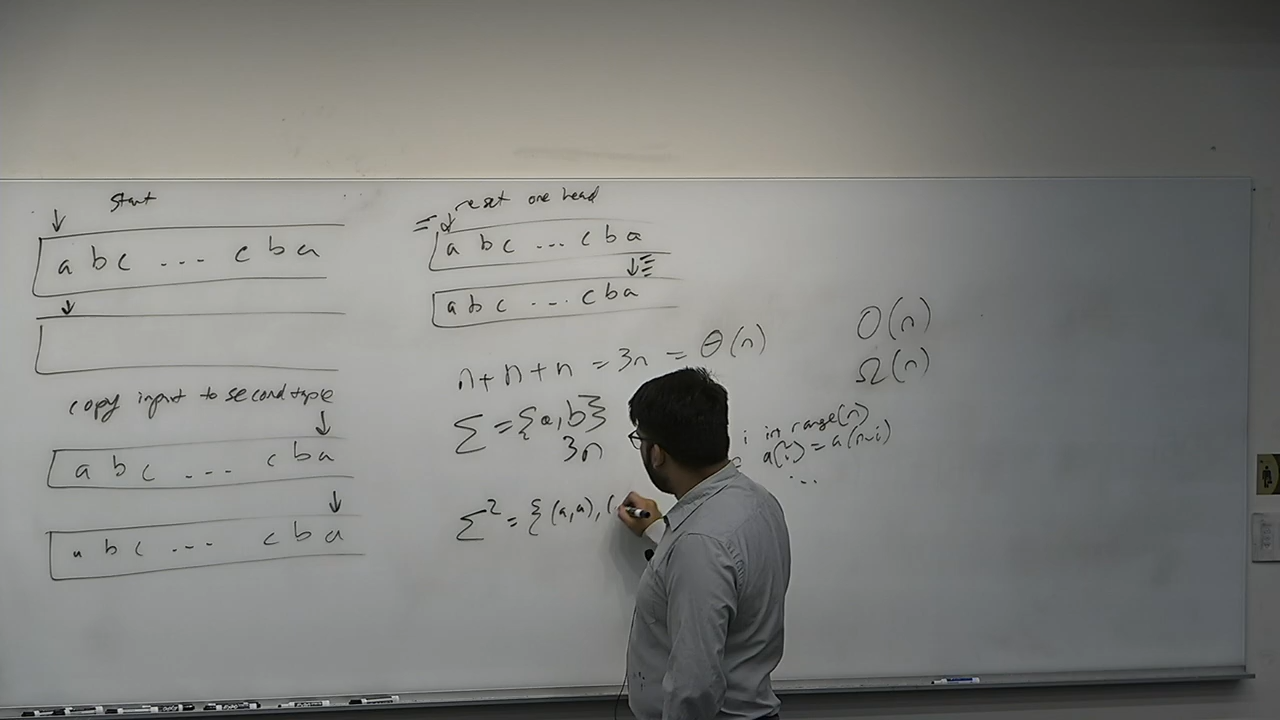 start
a b c ... c b a
copy input to second tape
a b c ... c b a
a b c ... c b a
reset one head
a b c ... c b a
a b c ... c b a
n+n+n = 3n = Θ(n)
Σ = {a,b}
3n
Σ² = {(a,a), (
O(n)
Ω(n)
i in range(n)
a(i) = a(n-i)
...